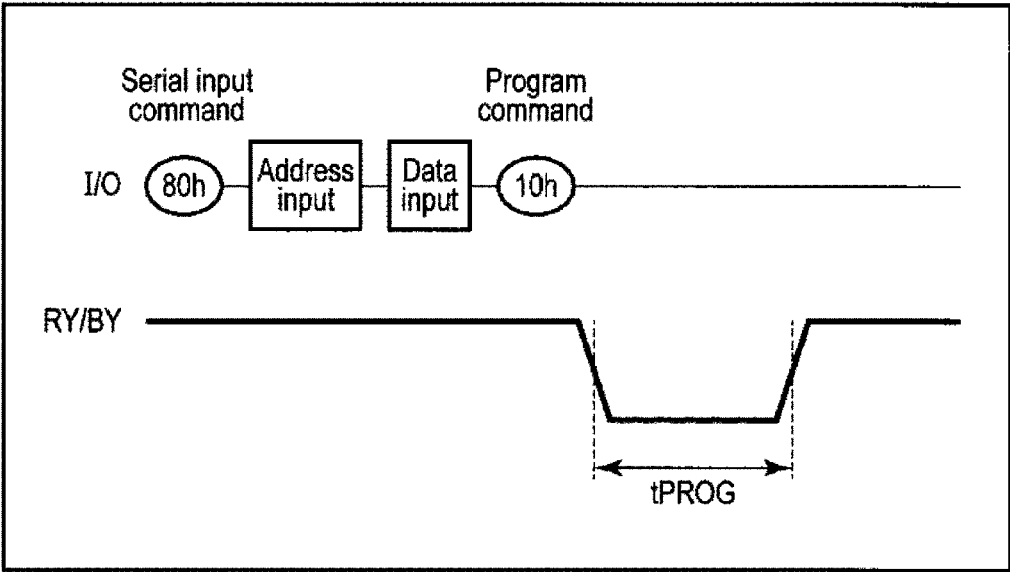 Serial input
command
Program
command
I/O
80h
Address
input
Data
input
10h
RY/BY
tPROG